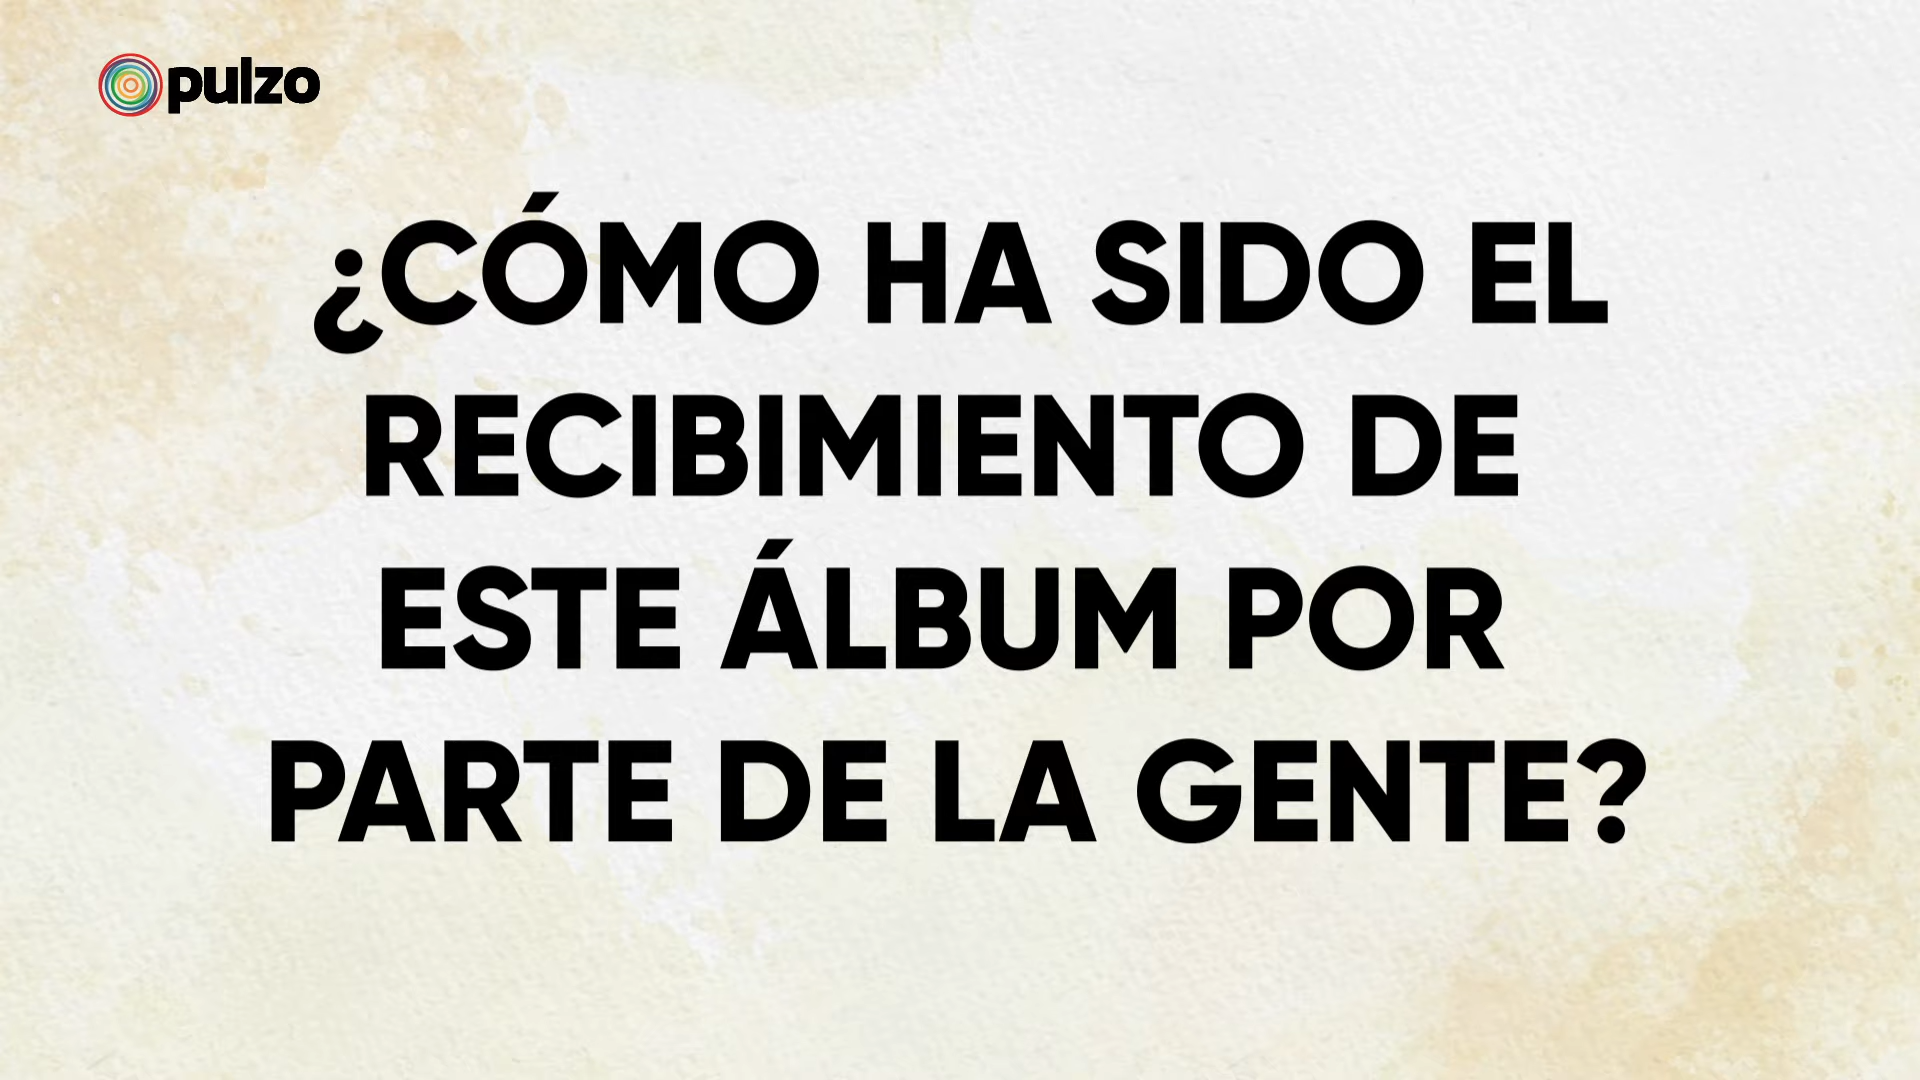 pulzo
¿CÓMO HA SIDO EL
RECIBIMIENTO DE
ESTE ÁLBUM POR
PARTE DE LA GENTE?